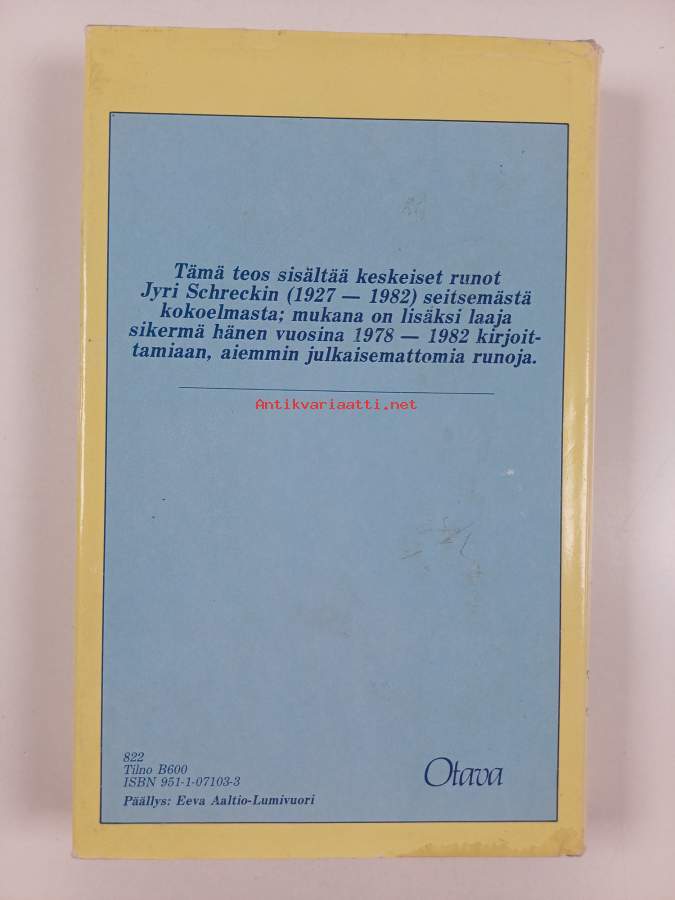 Tämä teos sisältää keskeiset runot
Jyri Schreckin (1927 — 1982) seitsemästä
kokoelmasta; mukana on lisäksi laaja
sikermä hänen vuosina 1978 — 1982 kirjoit-
tamiaan, aiemmin julkaisemattomia runoja.
Antikvariaatti.net
822
Tilno B600
ISBN 951-1-07103-3
Päällys: Eeva Aaltio-Lumivuori
Otava